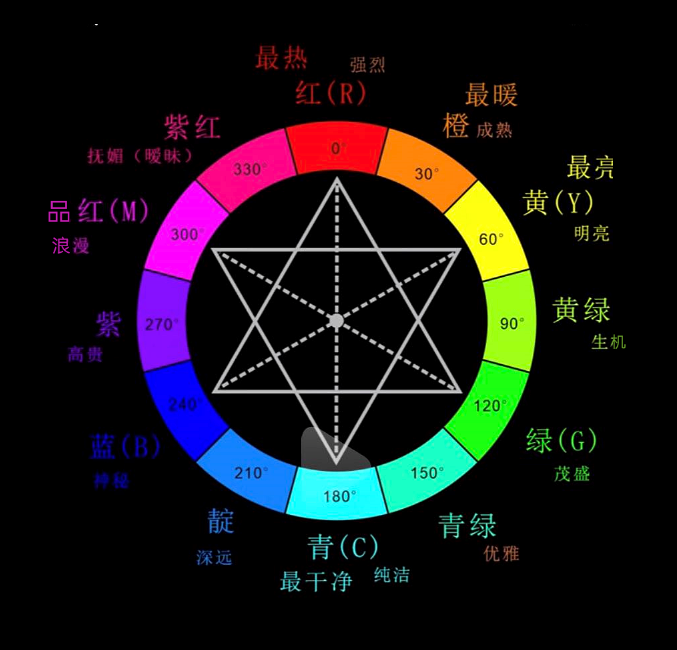 最热
强烈
红(R)
最暖
橙
成熟
紫红
抚媚（暧昧）
最亮
黄(Y)
明亮
品红(M)
浪漫
黄绿
生机
紫
高贵
绿(G)
茂盛
蓝(B)
神秘
靛
深远
青绿
优雅
青(C)
最干净
纯洁
0°
30°
60°
90°
120°
150°
180°
210°
240°
270°
300°
330°